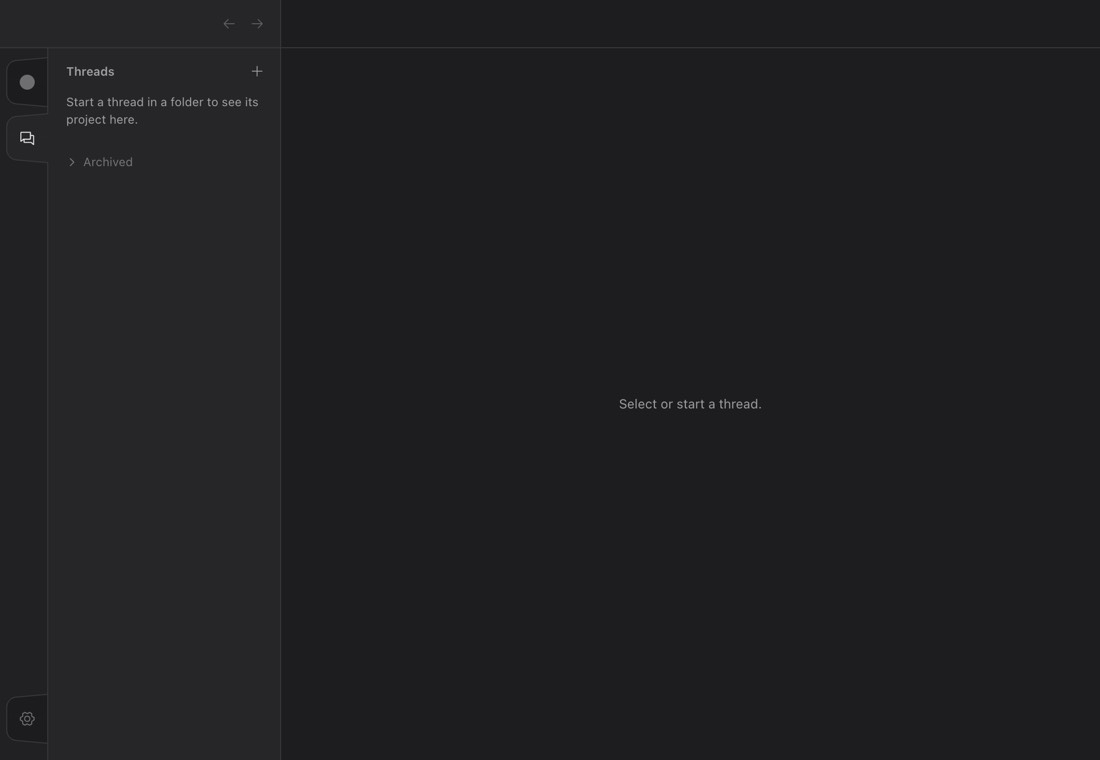 Threads
Start a thread in a folder to see its
project here.
Archived
Select or start a thread.